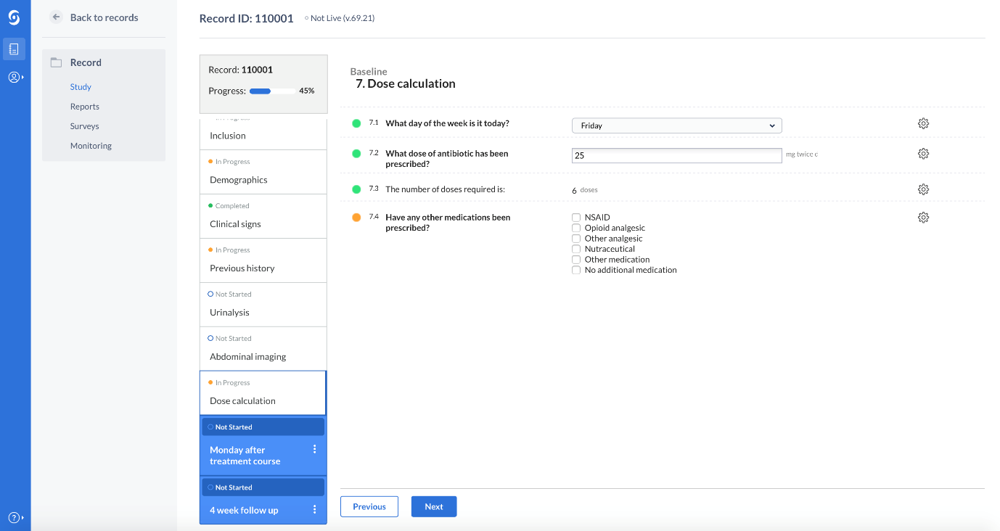 Back to records
Record ID: 110001
Not Live (v.69.21)
Record
Study
Reports
Surveys
Monitoring
Record: 110001
Progress: 45%
Inclusion
In Progress
Demographics
Completed
Clinical signs
In Progress
Previous history
Not Started
Urinalysis
Not Started
Abdominal imaging
In Progress
Dose calculation
Not Started
Monday after
treatment course
Not Started
4 week follow up
Baseline
7. Dose calculation
7.1 What day of the week is it today? Friday
7.2 What dose of antibiotic has been
prescribed?
25 mg twice d
7.3 The number of doses required is: 6 doses
7.4 Have any other medications been
prescribed?
NSAID
Opioid analgesic
Other analgesic
Nutraceutical
Other medication
No additional medication
Previous
Next
?